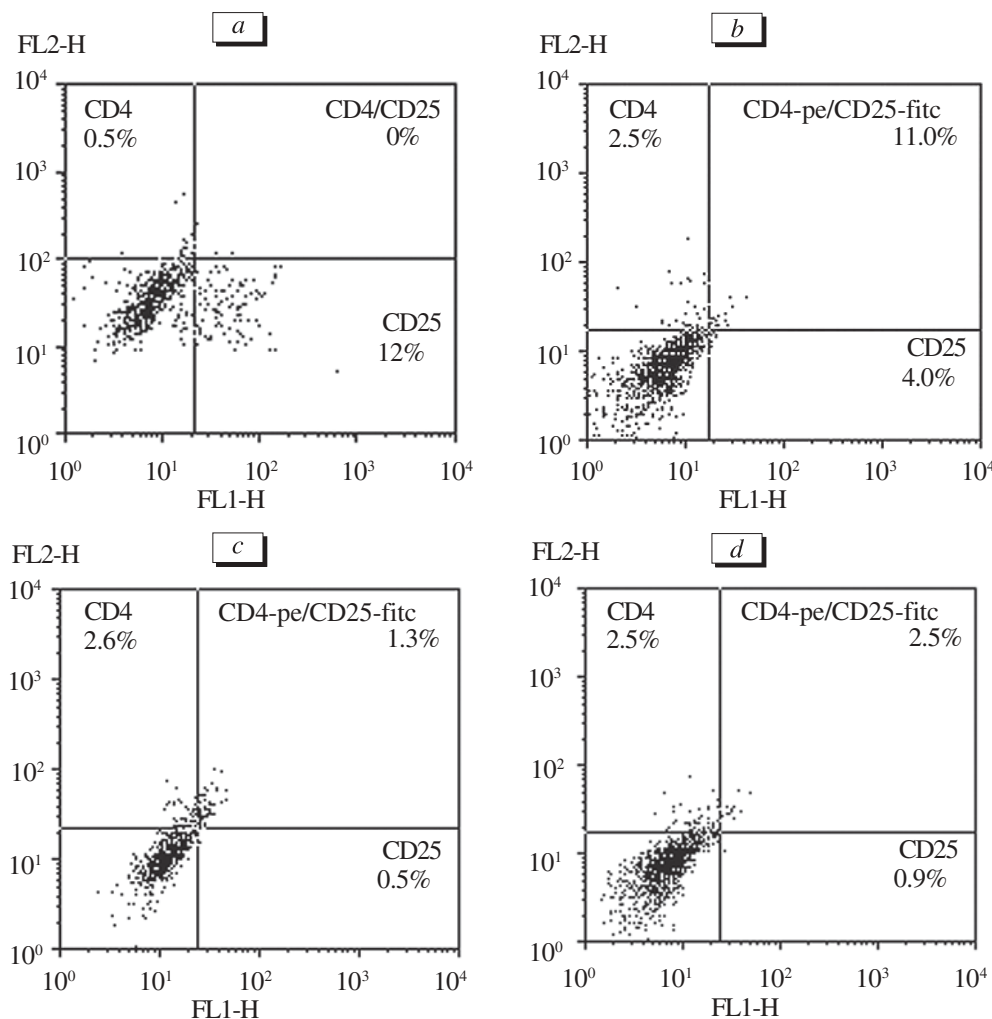 a
FL2-H
10⁴
10³
10²
10¹
10⁰
CD4
0.5%
CD4/CD25
0%
CD25
12%
10⁰ 10¹ 10² 10³ 10⁴
FL1-H
b
FL2-H
10⁴
10³
10²
10¹
10⁰
CD4
2.5%
CD4-pe/CD25-fitc
11.0%
CD25
4.0%
10⁰ 10¹ 10² 10³ 10⁴
FL1-H
c
FL2-H
10⁴
10³
10²
10¹
10⁰
CD4
2.6%
CD4-pe/CD25-fitc
1.3%
CD25
0.5%
10⁰ 10¹ 10² 10³ 10⁴
FL1-H
d
FL2-H
10⁴
10³
10²
10¹
10⁰
CD4
2.5%
CD4-pe/CD25-fitc
2.5%
CD25
0.9%
10⁰ 10¹ 10² 10³ 10⁴
FL1-H